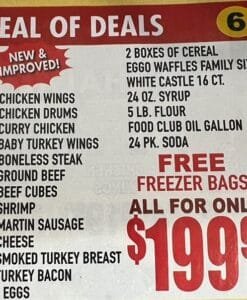 EAL OF DEALS
6
NEW &
IMPROVED!
CHICKEN WINGS
CHICKEN DRUMS
CURRY CHICKEN
BABY TURKEY WINGS
BONELESS STEAK
GROUND BEEF
BEEF CUBES
SHRIMP
MARTIN SAUSAGE
CHEESE
SMOKED TURKEY BREAST
TURKEY BACON
EGGS
2 BOXES OF CEREAL
EGGO WAFFLES FAMILY SI
WHITE CASTLE 16 CT.
24 OZ. SYRUP
5 LB. FLOUR
FOOD CLUB OIL GALLON
24 PK. SODA
FREE
FREEZER BAGS
ALL FOR ONL
$1999